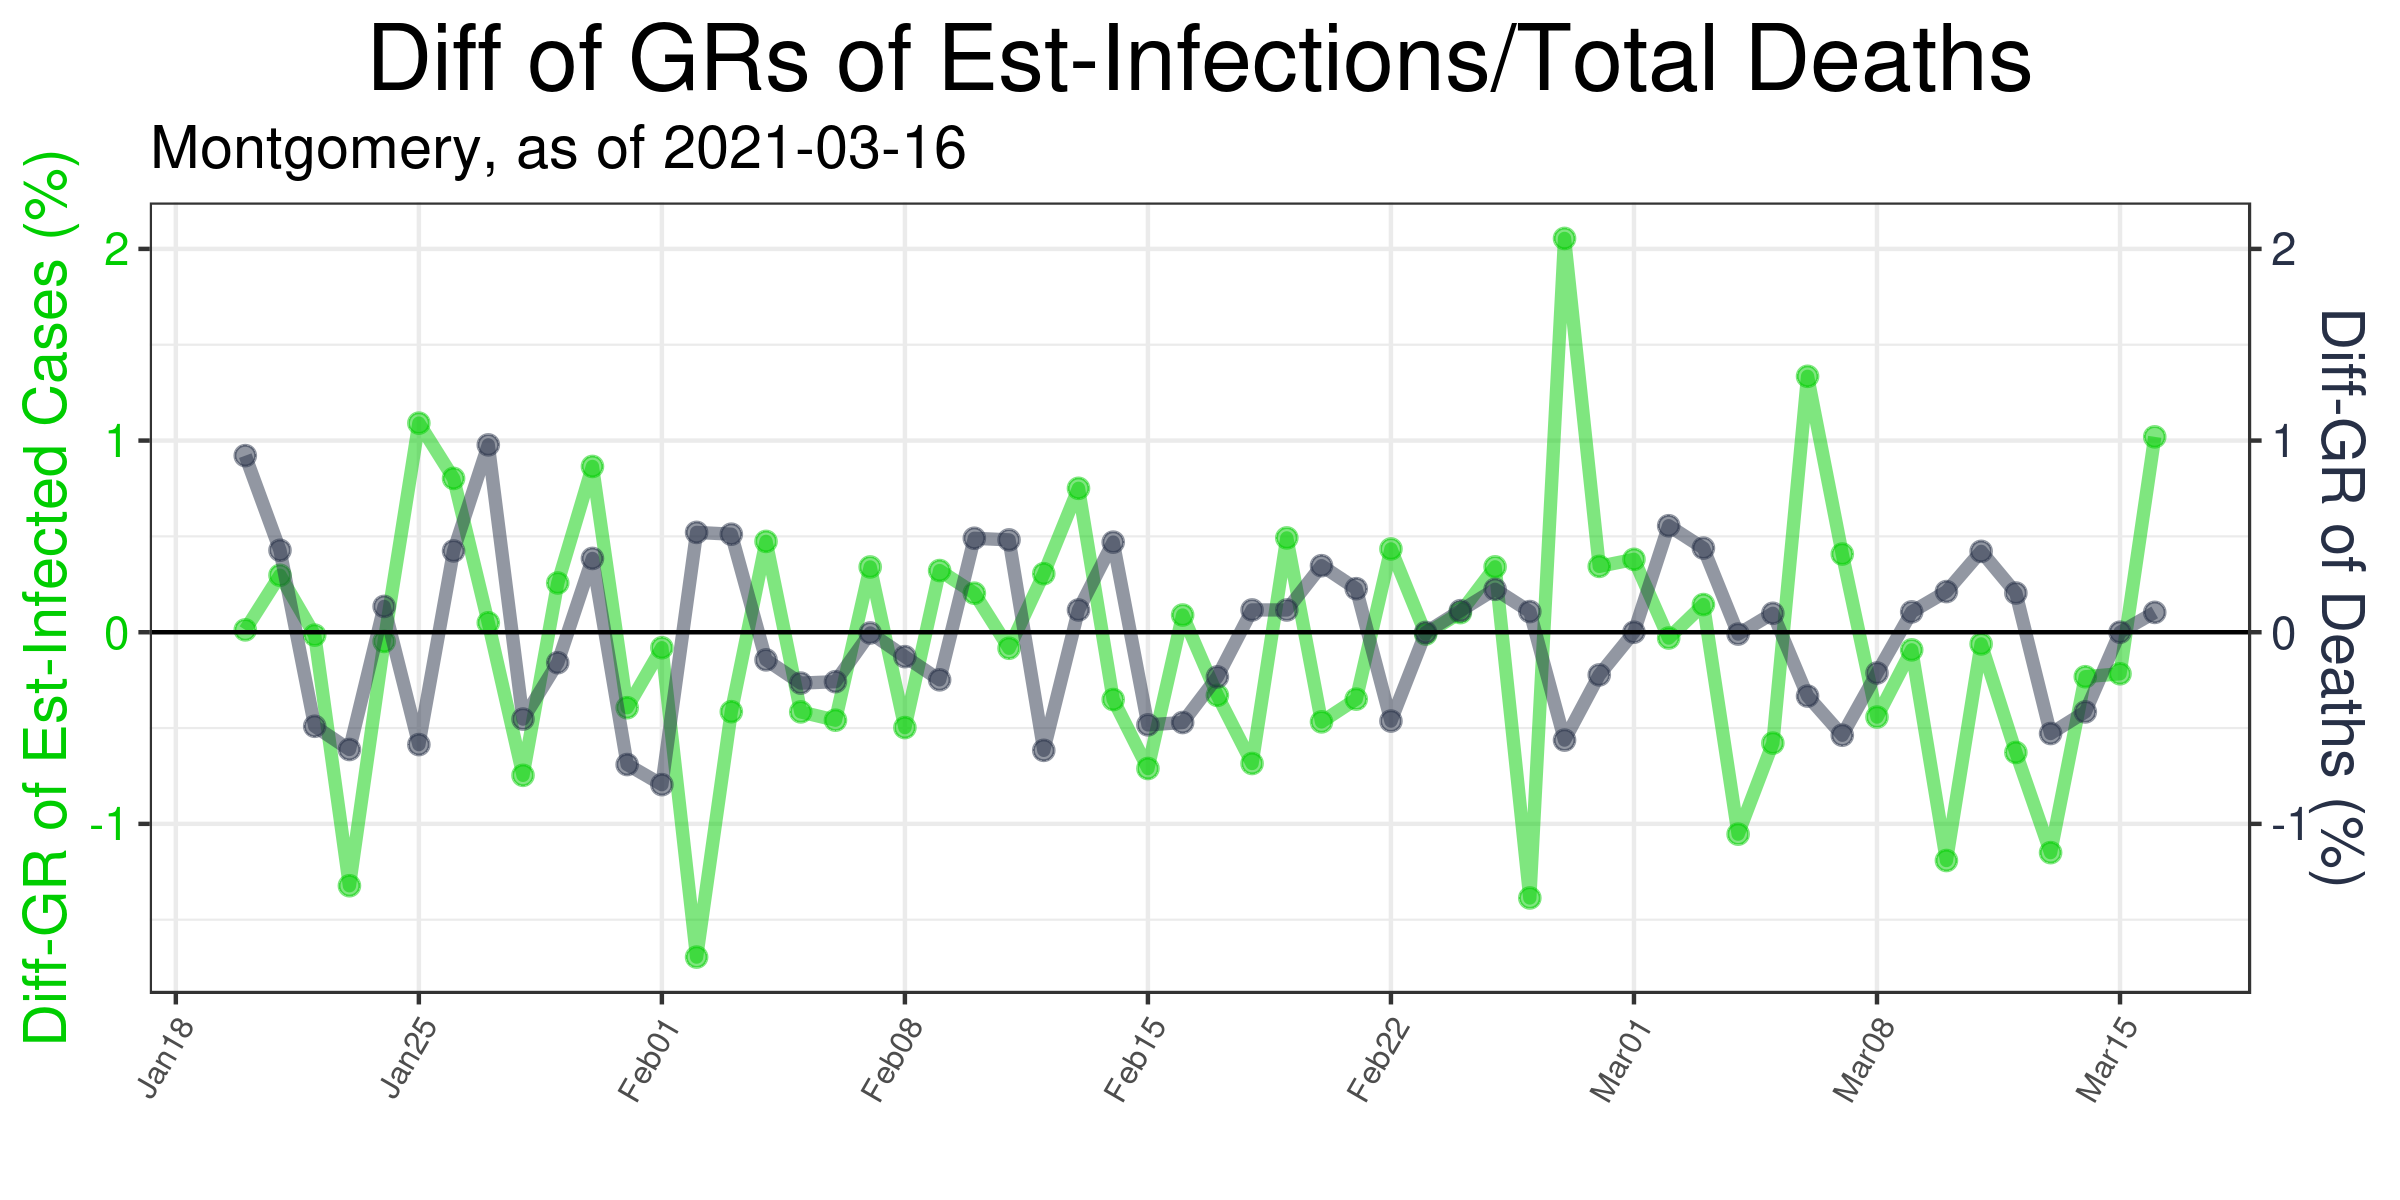 Diff of GRs of Est-Infections/Total Deaths
Montgomery, as of 2021-03-16
Diff-GR of Est-Infected Cases (%)
2
1
0
-1
2
1
0
-1
Diff-GR of Deaths (%)
Jan18
Jan25
Feb01
Feb08
Feb15
Feb22
Mar01
Mar08
Mar15